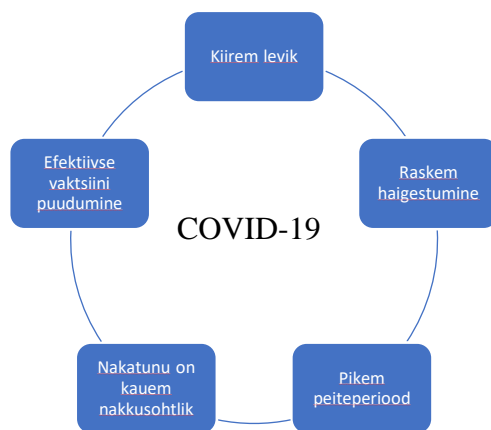 Kiirem levik
Raskem
haigestumine
Pikem
peiteperiood
Nakatunu on
kauem
nakkusohtlik
Efektiivse
vaktsiini
puudumine
COVID-19